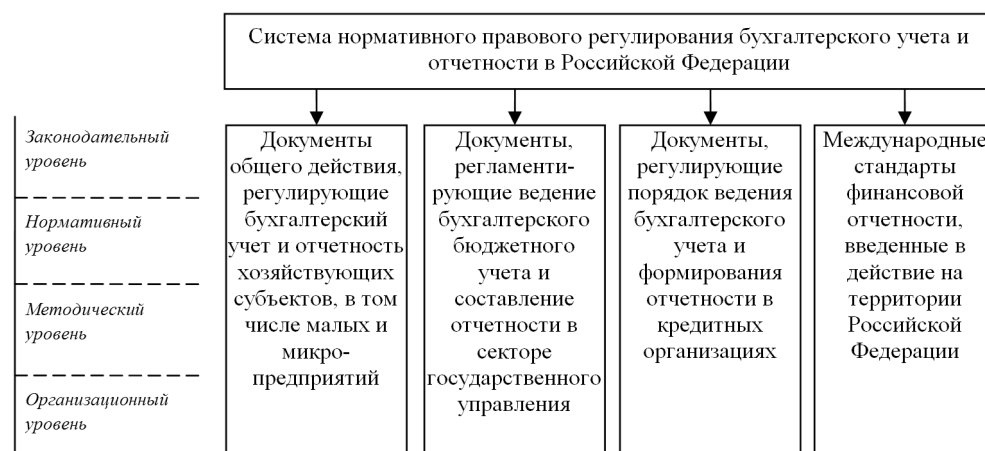 Система нормативного правового регулирования бухгалтерского учета и
отчетности в Российской Федерации
Законодательный
уровень
Нормативный
уровень
Методический
уровень
Организационный
уровень
Документы
общего действия,
регулирующие
бухгалтерский
учет и отчетность
хозяйствующих
субъектов, в том
числе малых и
микро-
предприятий
Документы,
регламенти-
рующие ведение
бухгалтерского
бюджетного
учета и
составление
отчетности в
секторе
государственного
управления
Документы,
регулирующие
порядок ведения
бухгалтерского
учета и
формирования
отчетности в
кредитных
организациях
Международные
стандарты
финансовой
отчетности,
введенные в
действие на
территории
Российской
Федерации